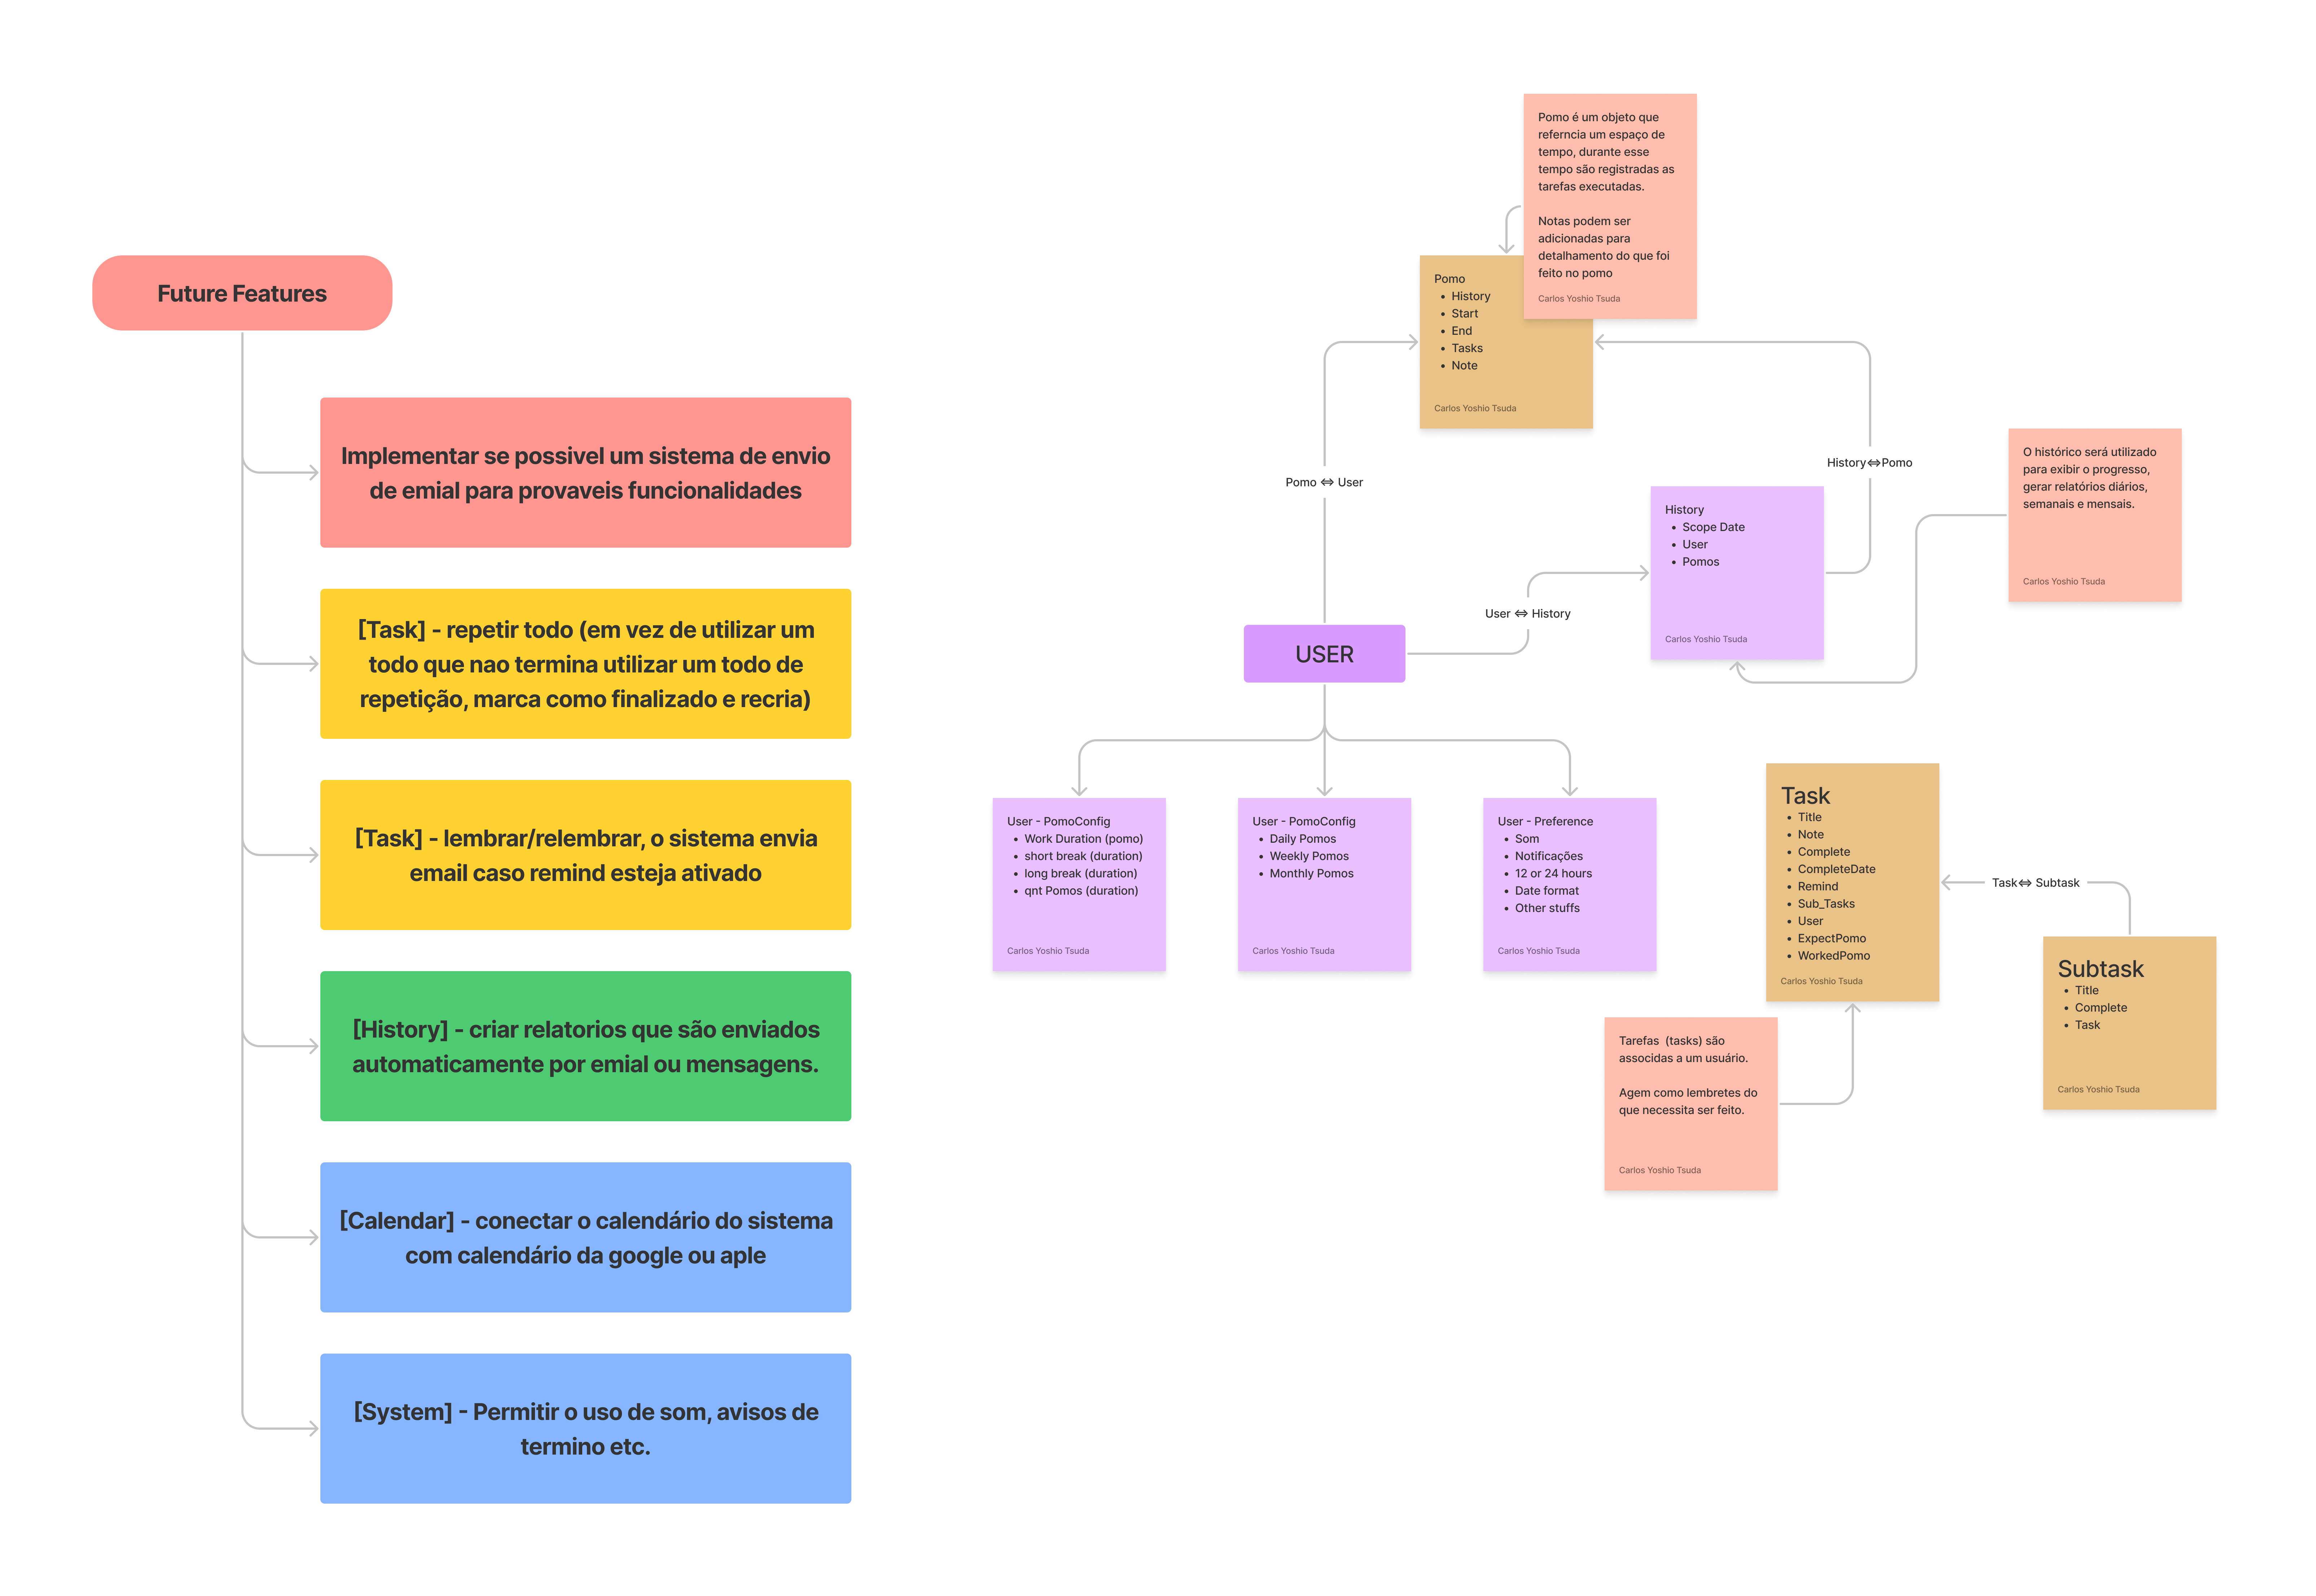 Future Features
Implementar se possivel um sistema de envio
de emial para provaveis funcionalidades
[Task] - repetir todo (em vez de utilizar um
todo que nao termina utilizar um todo de
repetição, marca como finalizado e recria)
[Task] - lembrar/relembrar, o sistema envia
email caso remind esteja ativado
[History] - criar relatorios que são enviados
automaticamente por emial ou mensagens.
[Calendar] - conectar o calendário do sistema
com calendário da google ou aple
[System] - Permitir o uso de som, avisos de
termino etc.
Pomo é um objeto que
referncia um espaço de
tempo, durante esse
tempo são registradas as
tarefas executadas.
Notas podem ser
adicionadas para
detalhamento do que foi
feito no pomo
Carlos Yoshio Tsuda
Pomo
• History
• Start
• End
• Tasks
• Note
Carlos Yoshio Tsuda
Pomo ⇔ User
History⇔Pomo
O histórico será utilizado
para exibir o progresso,
gerar relatórios diários,
semanais e mensais.
Carlos Yoshio Tsuda
History
• Scope Date
• User
• Pomos
Carlos Yoshio Tsuda
User ⇔ History
USER
User - PomoConfig
• Work Duration (pomo)
• short break (duration)
• long break (duration)
• qnt Pomos (duration)
Carlos Yoshio Tsuda
User - PomoConfig
• Daily Pomos
• Weekly Pomos
• Monthly Pomos
Carlos Yoshio Tsuda
User - Preference
• Som
• Notificações
• 12 or 24 hours
• Date format
• Other stuffs
Carlos Yoshio Tsuda
Task
• Title
• Note
• Complete
• CompleteDate
• Remind
• Sub_Tasks
• User
• ExpectPomo
• WorkedPomo
Carlos Yoshio Tsuda
Task⇔ Subtask
Subtask
• Title
• Complete
• Task
Carlos Yoshio Tsuda
Tarefas (tasks) são
associdas a um usuário.
Agem como lembretes do
que necessita ser feito.
Carlos Yoshio Tsuda